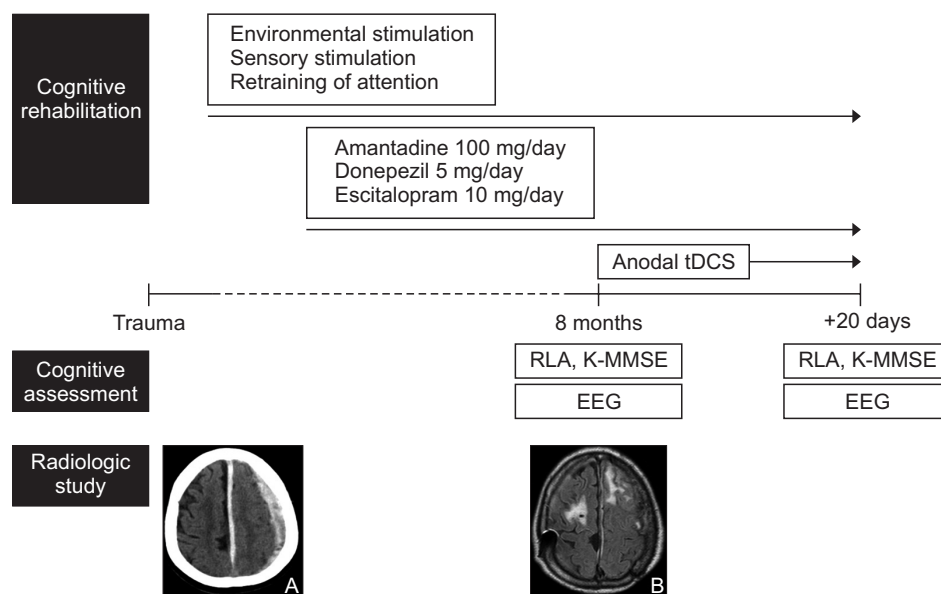 Cognitive
rehabilitation
Environmental stimulation
Sensory stimulation
Retraining of attention
Amantadine 100 mg/day
Donepezil 5 mg/day
Escitalopram 10 mg/day
Anodal tDCS
Trauma
8 months
+20 days
Cognitive
assessment
RLA, K-MMSE
RLA, K-MMSE
EEG
EEG
Radiologic
study
A
B